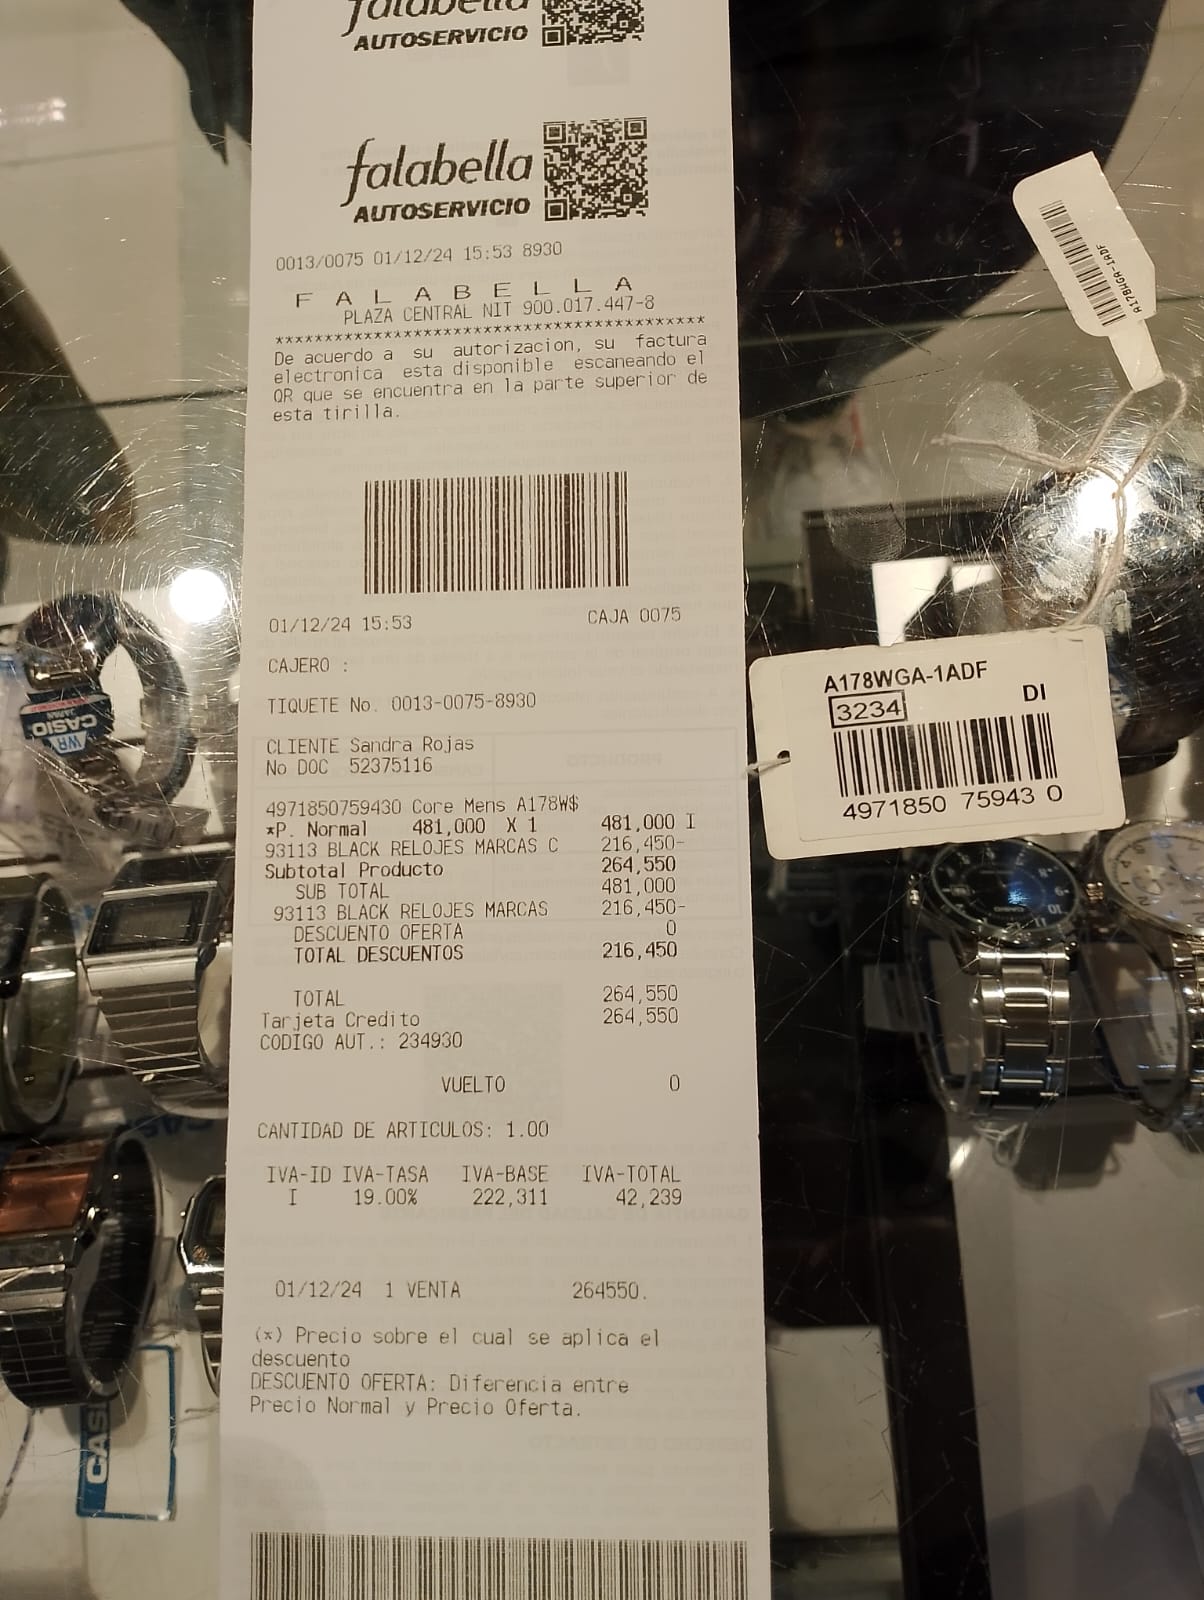 falabella
AUTOSERVICIO
falabella
AUTOSERVICIO
0013/0075 01/12/24 15:53 8930
F A L A B E L L A
PLAZA CENTRAL NIT 900.017.447-8
******************************************
De acuerdo a su autorizacion, su factura
electronica esta disponible escaneando el
QR que se encuentra en la parte superior de
esta tirilla.
01/12/24 15:53 CAJA 0075
CAJERO :
TIQUETE No. 0013-0075-8930
CLIENTE Sandra Rojas
No DOC 52375116
4971850759430 Core Mens A178W$
*P. Normal 481,000 X 1 481,000 I
93113 BLACK RELOJES MARCAS C 216,450-
Subtotal Producto 264,550
SUB TOTAL 481,000
93113 BLACK RELOJES MARCAS 216,450-
DESCUENTO OFERTA 0
TOTAL DESCUENTOS 216,450
TOTAL 264,550
Tarjeta Credito 264,550
CODIGO AUT.: 234930
VUELTO 0
CANTIDAD DE ARTICULOS: 1.00
IVA-ID IVA-TASA IVA-BASE IVA-TOTAL
I 19.00% 222,311 42,239
01/12/24 1 VENTA 264550.
(*) Precio sobre el cual se aplica el
descuento
DESCUENTO OFERTA: Diferencia entre
Precio Normal y Precio Oferta.
A178WGA-1ADF
A178WGA-1ADF
3234 DI
4971850 75943 0
CASIO
WR
CASIO
CASIO